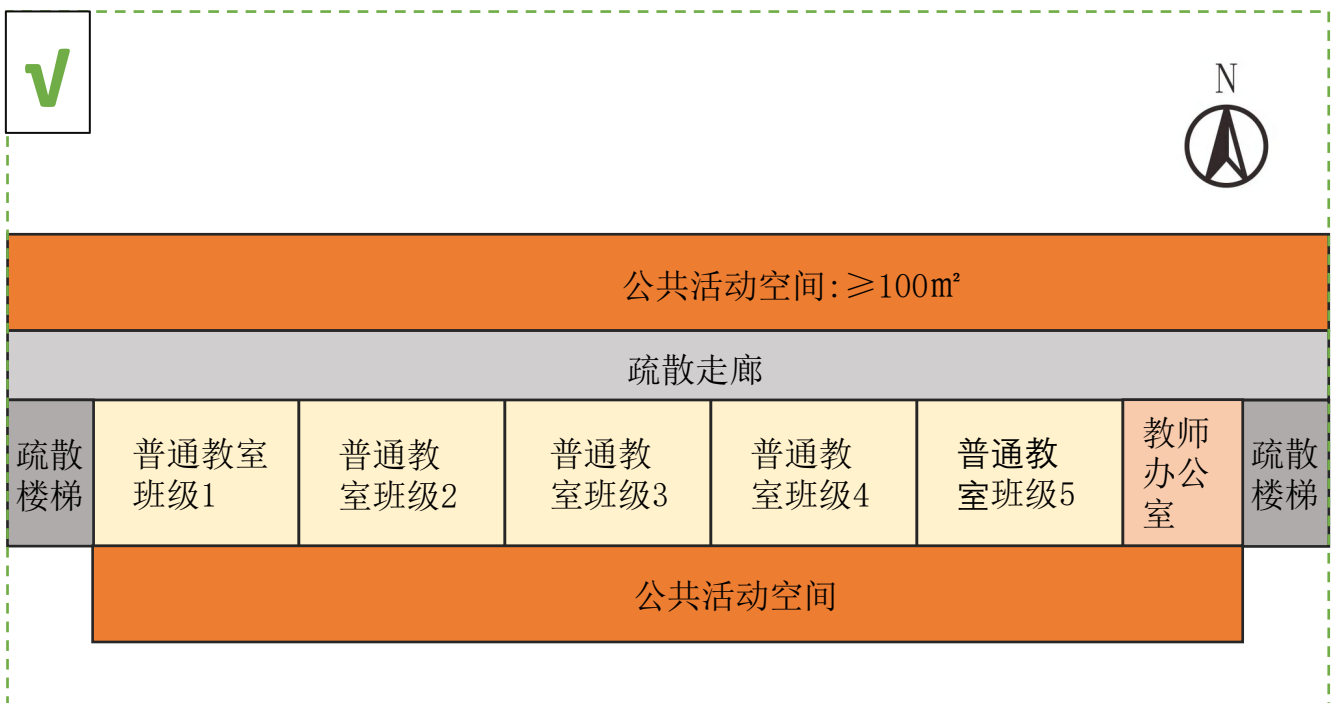 √
N
公共活动空间:≥100㎡
疏散走廊
疏散
楼梯
普通教室
班级1
普通教
室班级2
普通教
室班级3
普通教
室班级4
普通教
室班级5
教师
办公
室
疏散
楼梯
公共活动空间